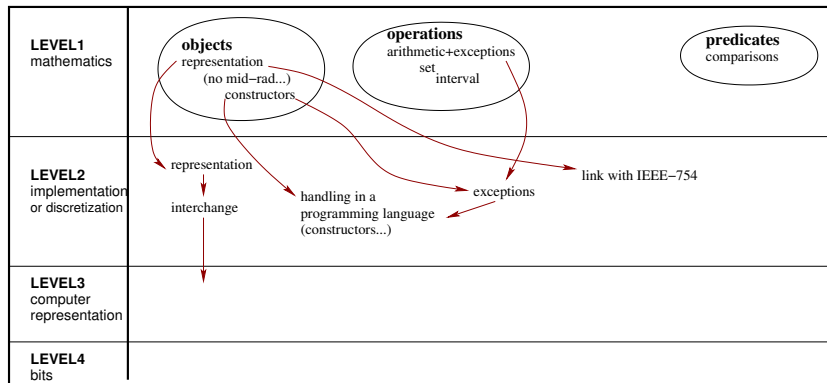 LEVEL1
mathematics
objects
representation
(no mid-rad...)
constructors
operations
arithmetic+exceptions
set
interval
predicates
comparisons
LEVEL2
implementation
or discretization
representation
interchange
handling in a
programming language
(constructors...)
exceptions
link with IEEE−754
LEVEL3
computer
representation
LEVEL4
bits